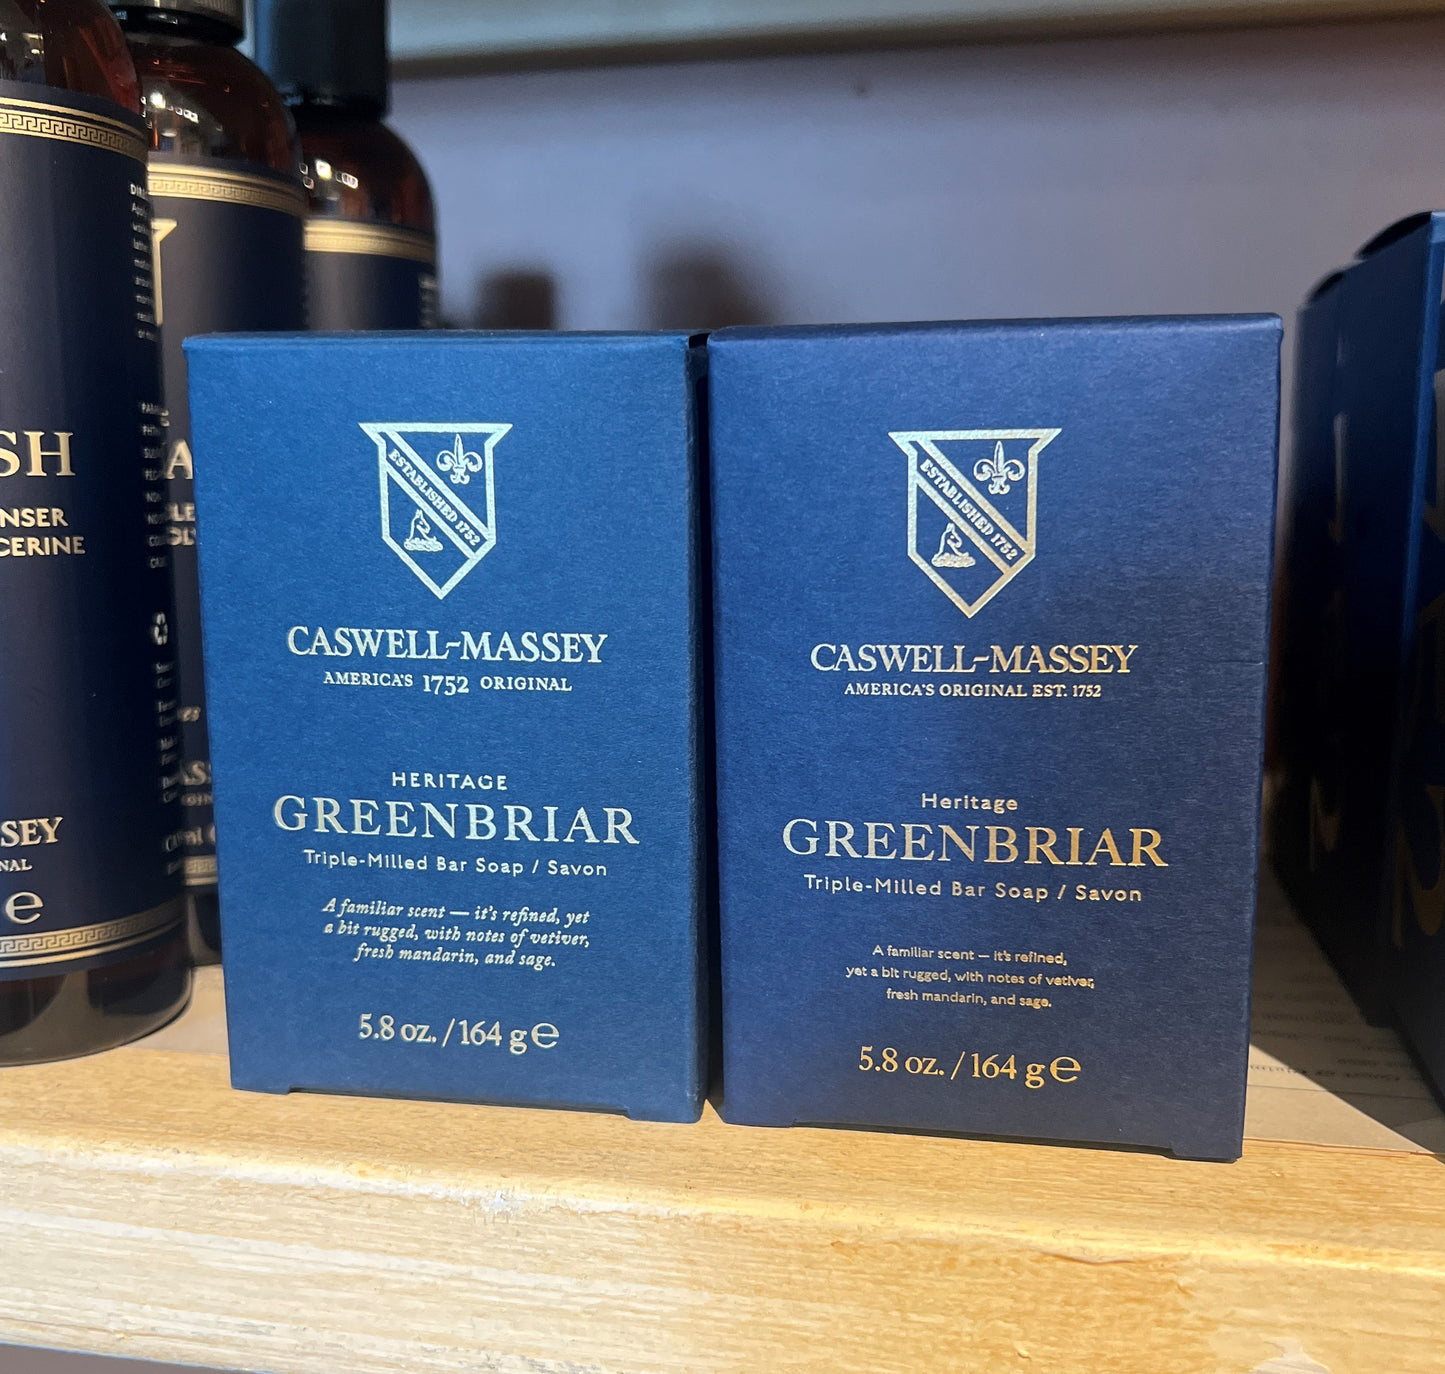 ESTABLISHED 1752
CASWELL-MASSEY
AMERICA'S 1752 ORIGINAL
HERITAGE
GREENBRIAR
Triple-Milled Bar Soap / Savon
A familiar scent — it's refined, yet
a bit rugged, with notes of vetiver,
fresh mandarin, and sage.
5.8 oz. / 164 g ℮
ESTABLISHED 1752
CASWELL-MASSEY
AMERICA'S ORIGINAL EST. 1752
Heritage
GREENBRIAR
Triple-Milled Bar Soap / Savon
A familiar scent — it's refined,
yet a bit rugged, with notes of vetiver,
fresh mandarin, and sage.
5.8 oz. / 164 g ℮
SH
NSER
CERINE
SEY
NAL
℮